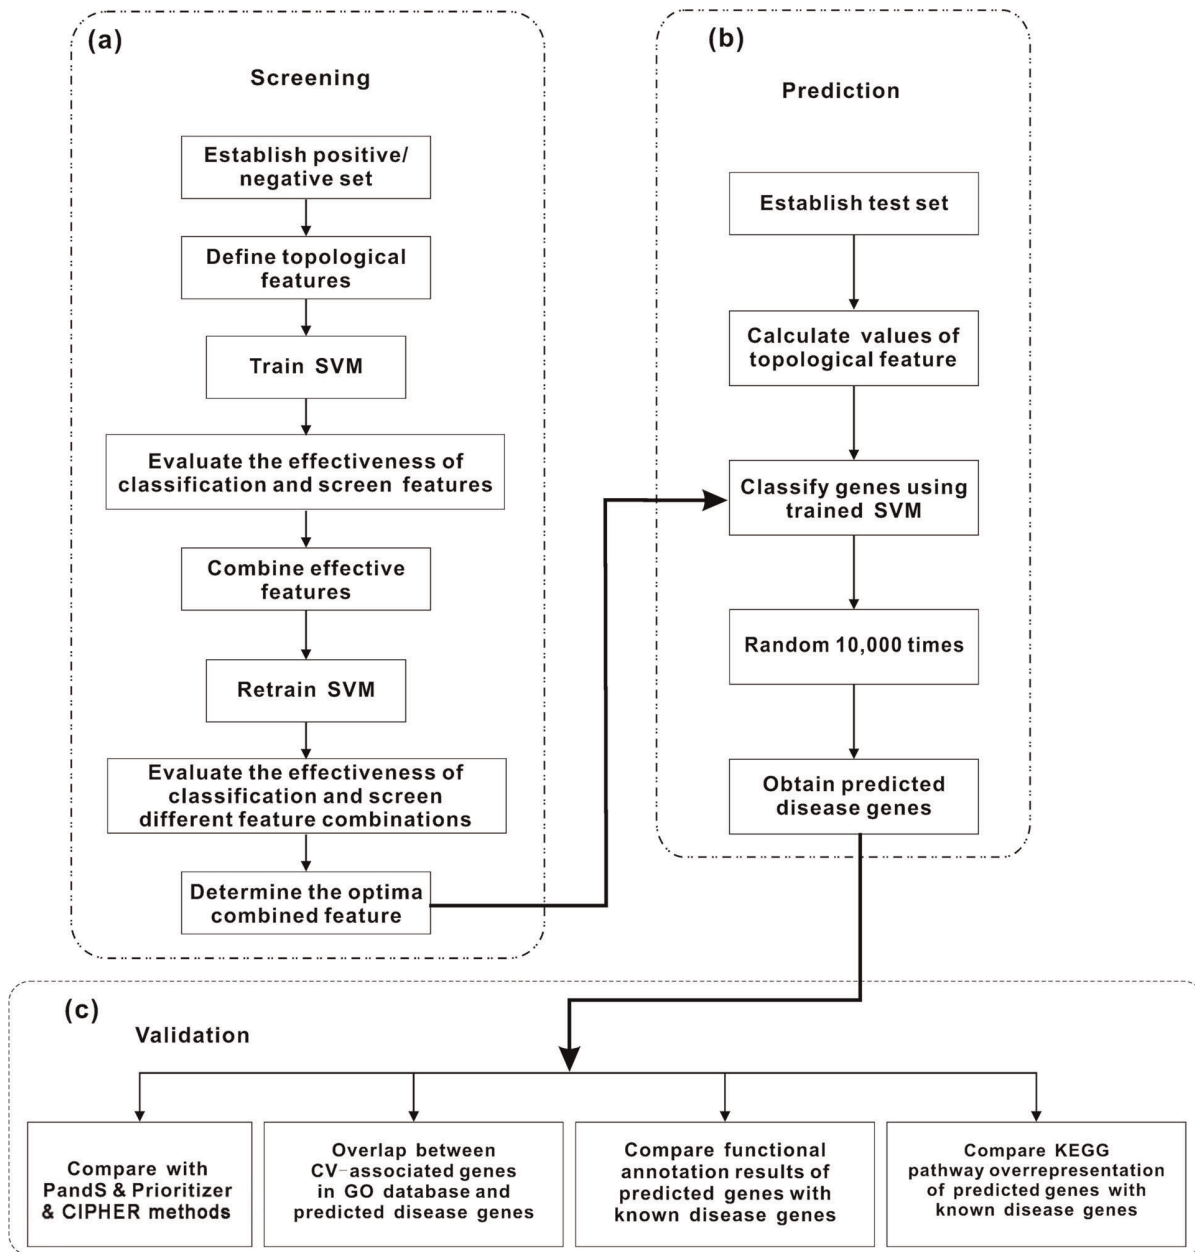 (a)
Screening
Establish positive/
negative set
Define topological
features
Train SVM
Evaluate the effectiveness of
classification and screen features
Combine effective
features
Retrain SVM
Evaluate the effectiveness of
classification and screen
different feature combinations
Determine the optima
combined feature
(b)
Prediction
Establish test set
Calculate values of
topological feature
Classify genes using
trained SVM
Random 10,000 times
Obtain predicted
disease genes
(c)
Validation
Compare with
PandS & Prioritizer
& CIPHER methods
Overlap between
CV-associated genes
in GO database and
predicted disease genes
Compare functional
annotation results of
predicted genes with
known disease genes
Compare KEGG
pathway overrepresentation
of predicted genes with
known disease genes